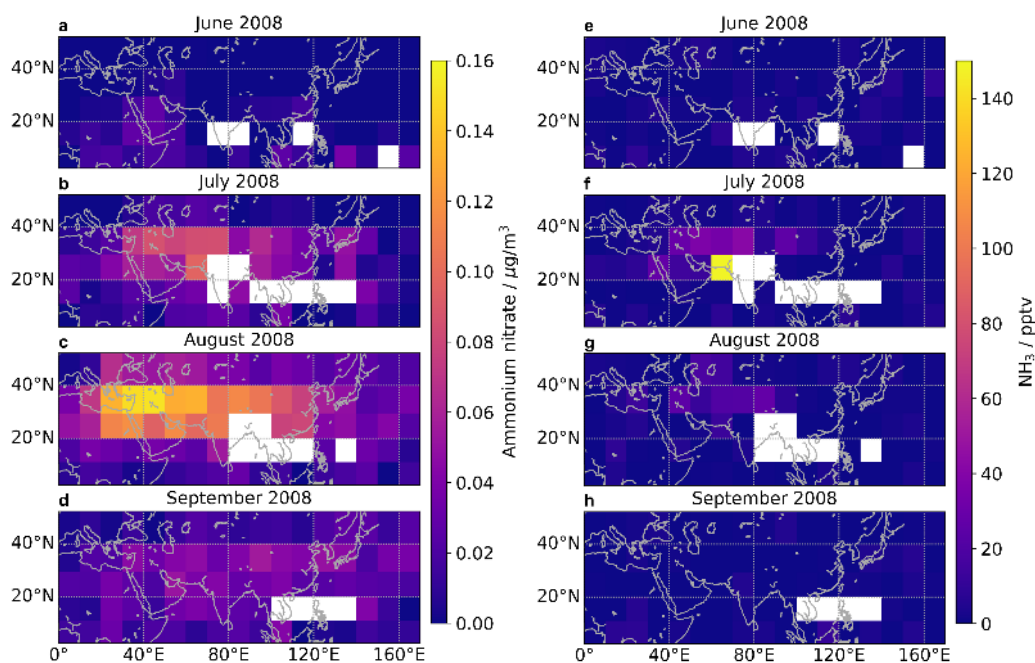 a June 2008
40°N
20°N
b July 2008
40°N
20°N
c August 2008
40°N
20°N
d September 2008
40°N
20°N
0° 40°E 80°E 120°E 160°E
0.16
0.14
0.12
0.10
0.08
0.06
0.04
0.02
0.00
Ammonium nitrate / µg/m³
e June 2008
40°N
20°N
f July 2008
40°N
20°N
g August 2008
40°N
20°N
h September 2008
40°N
20°N
0° 40°E 80°E 120°E 160°E
140
120
100
80
60
40
20
0
NH₃ / pptv